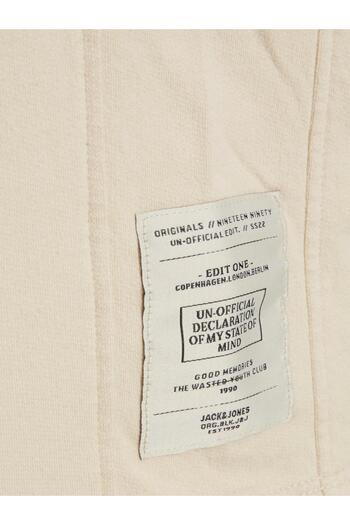 ORIGINALS // NINETEEN NINETY
UN-OFFICIAL EDIT. // SS22
- EDIT ONE -
COPENHAGEN.LONDON.BERLIN
UN-OFFICIAL
DECLARATION
OF MY STATE OF
MIND
GOOD MEMORIES
THE WASTED YOUTH CLUB
1990
JACK&JONES
ORG.BLK.J&J
EST 1990